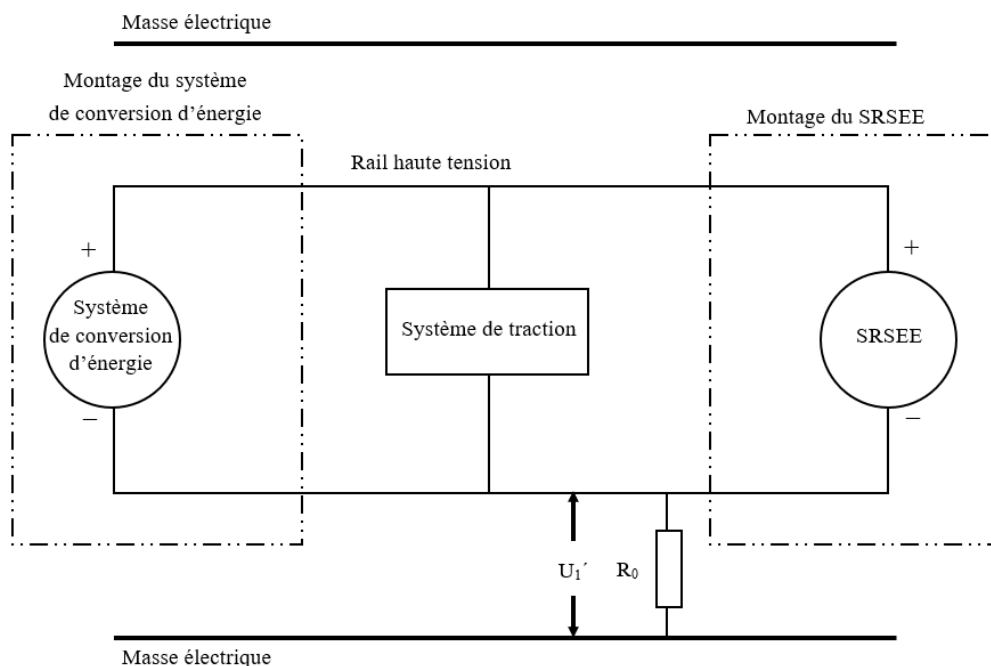 Masse électrique
Montage du système
de conversion d’énergie
Montage du SRSEE
Rail haute tension
+
+
Système
de conversion
d’énergie
Système de traction
SRSEE
−
−
U₁´
R₀
Masse électrique